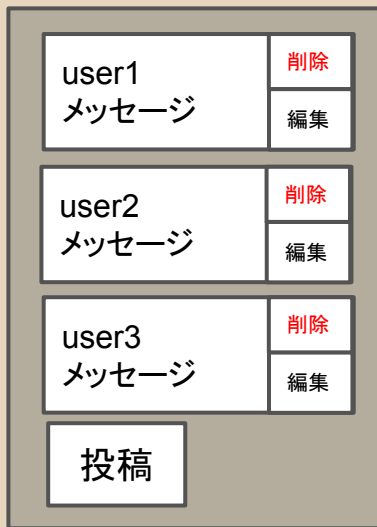 user1
メッセージ
削除
編集
user2
メッセージ
削除
編集
user3
メッセージ
削除
編集
投稿